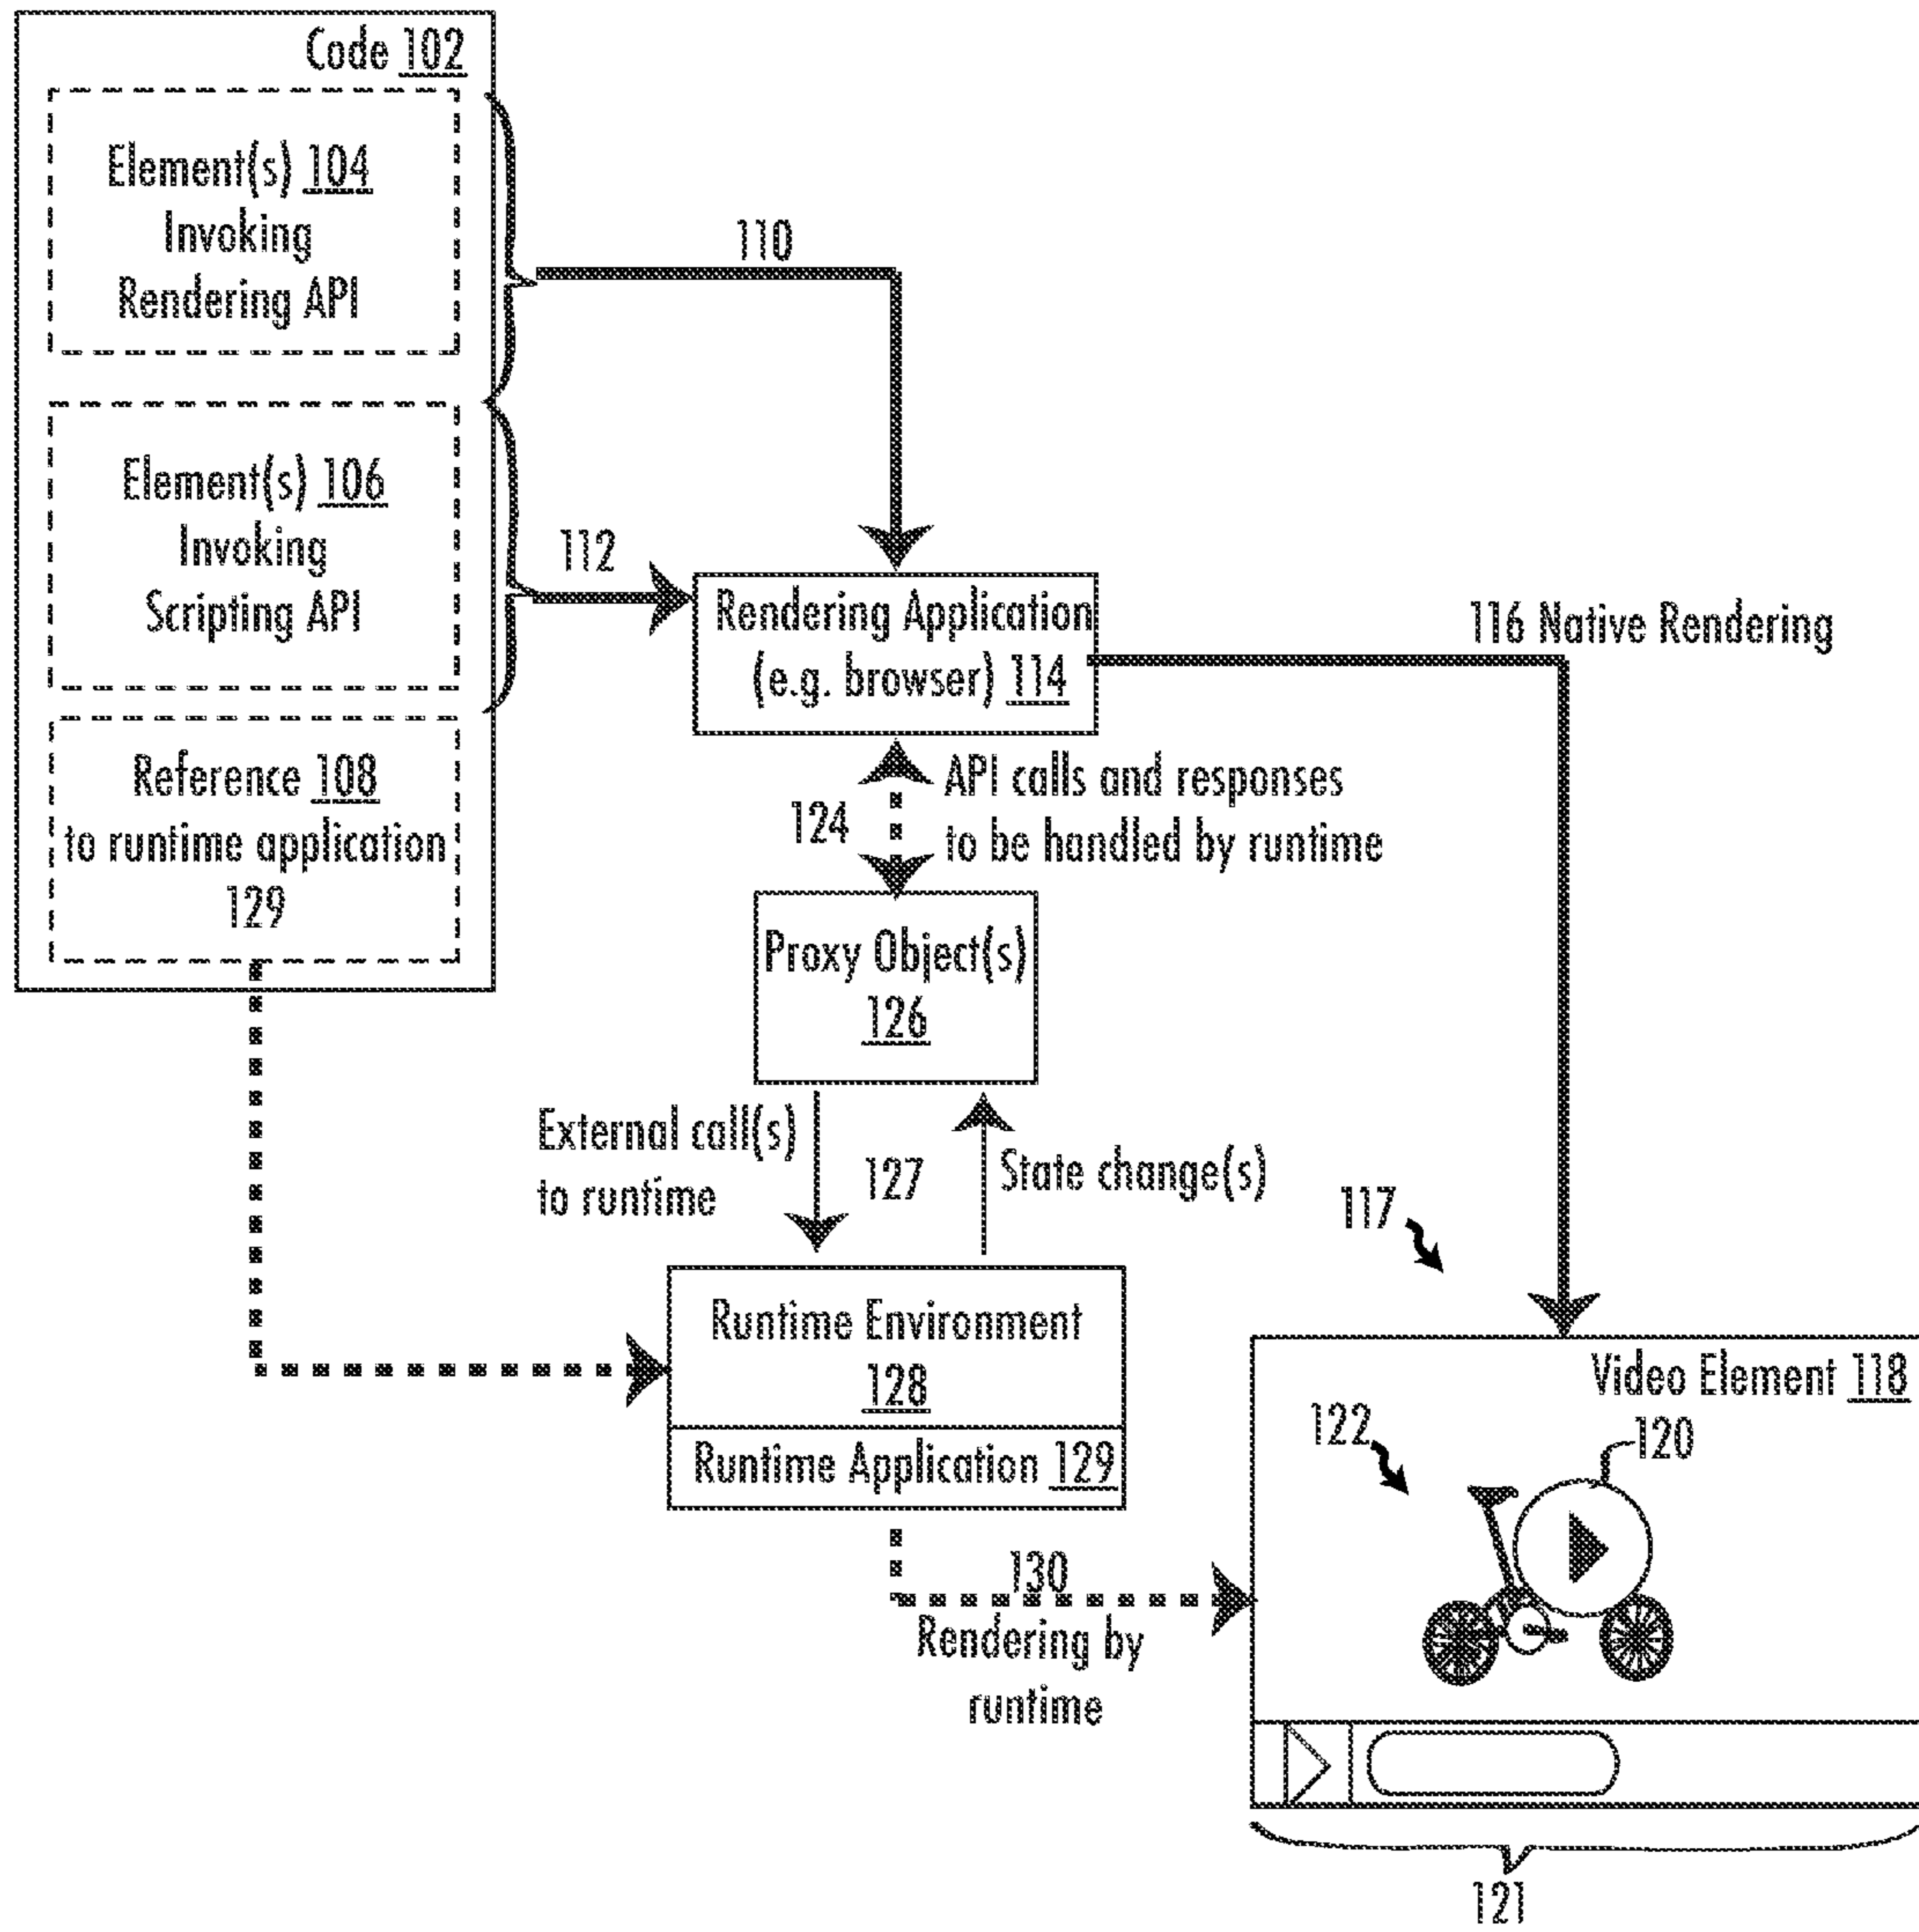 Code 102
Element(s) 104
Invoking
Rendering API
110
Element(s) 106
Invoking
Scripting API
112
Rendering Application
(e.g. browser) 114
116 Native Rendering
Reference 108
to runtime application
129
124
API calls and responses
to be handled by runtime
Proxy Object(s)
126
External call(s)
to runtime
127
State change(s)
117
Runtime Environment
128
Runtime Application 129
Video Element 118
122
120
130
Rendering by
runtime
121